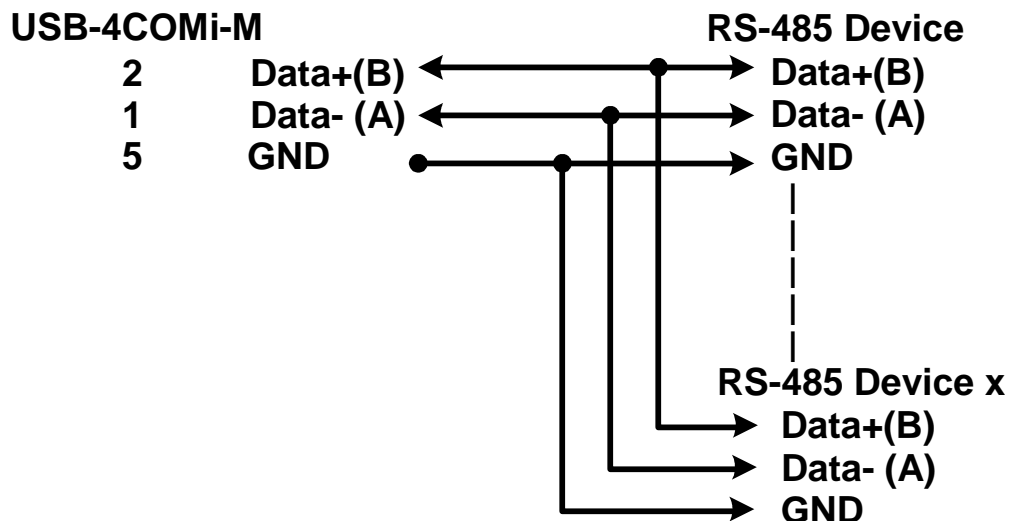 USB-4COMi-M RS-485 Device
2 Data+(B) Data+(B)
1 Data- (A) Data- (A)
5 GND GND
RS-485 Device x
Data+(B)
Data- (A)
GND